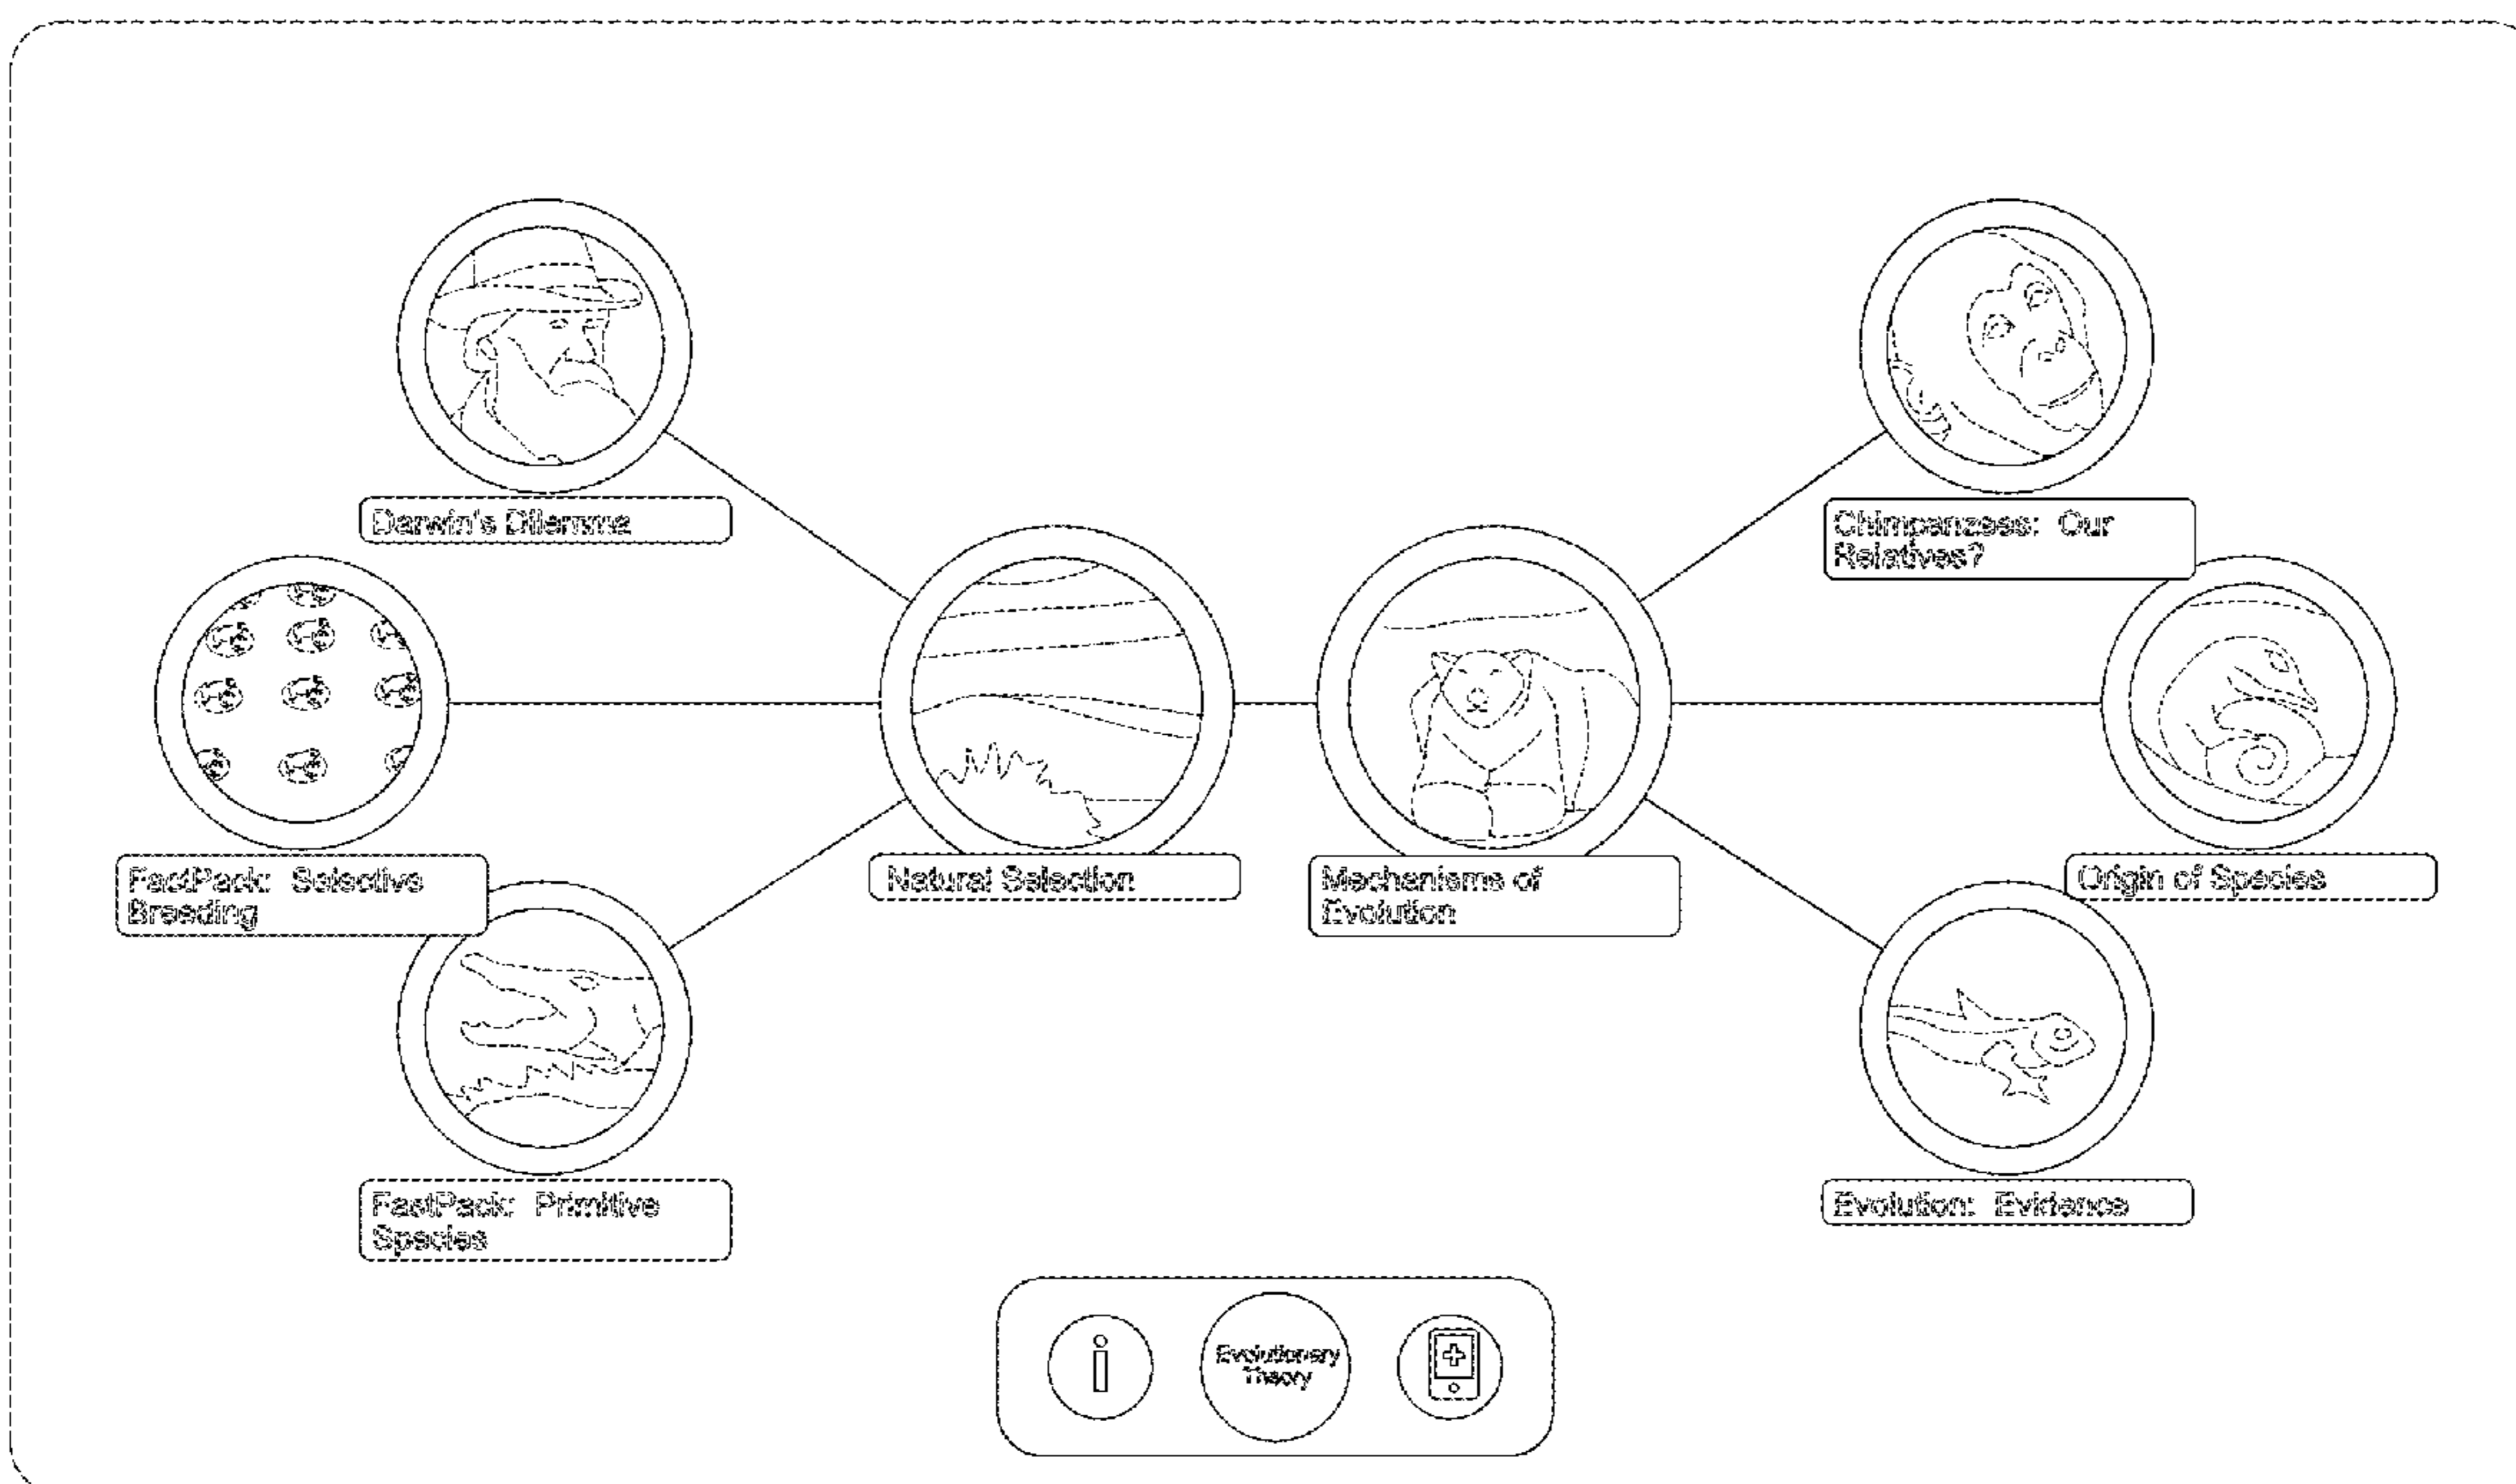 Darwin's Dilemma
Chimpanzees: Our
Relatives?
FastPack: Selective
Breeding
Natural Selection
Mechanisms of
Evolution
Origin of Species
FastPack: Primitive
Species
Evolution: Evidence
i
Evolutionary
Theory